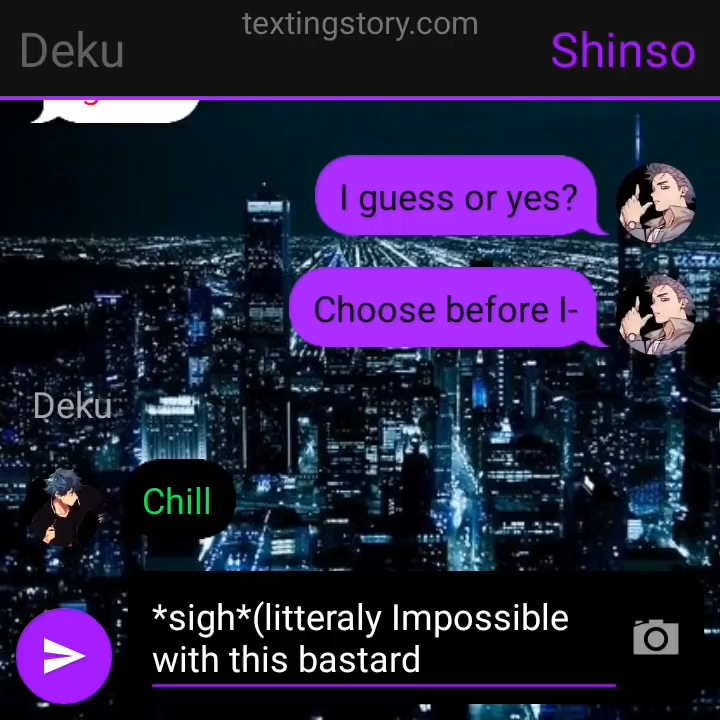 textingstory.com
Deku
Shinso
I guess or yes?
Choose before I-
Deku
Chill
*sigh*(litteraly Impossible
with this bastard